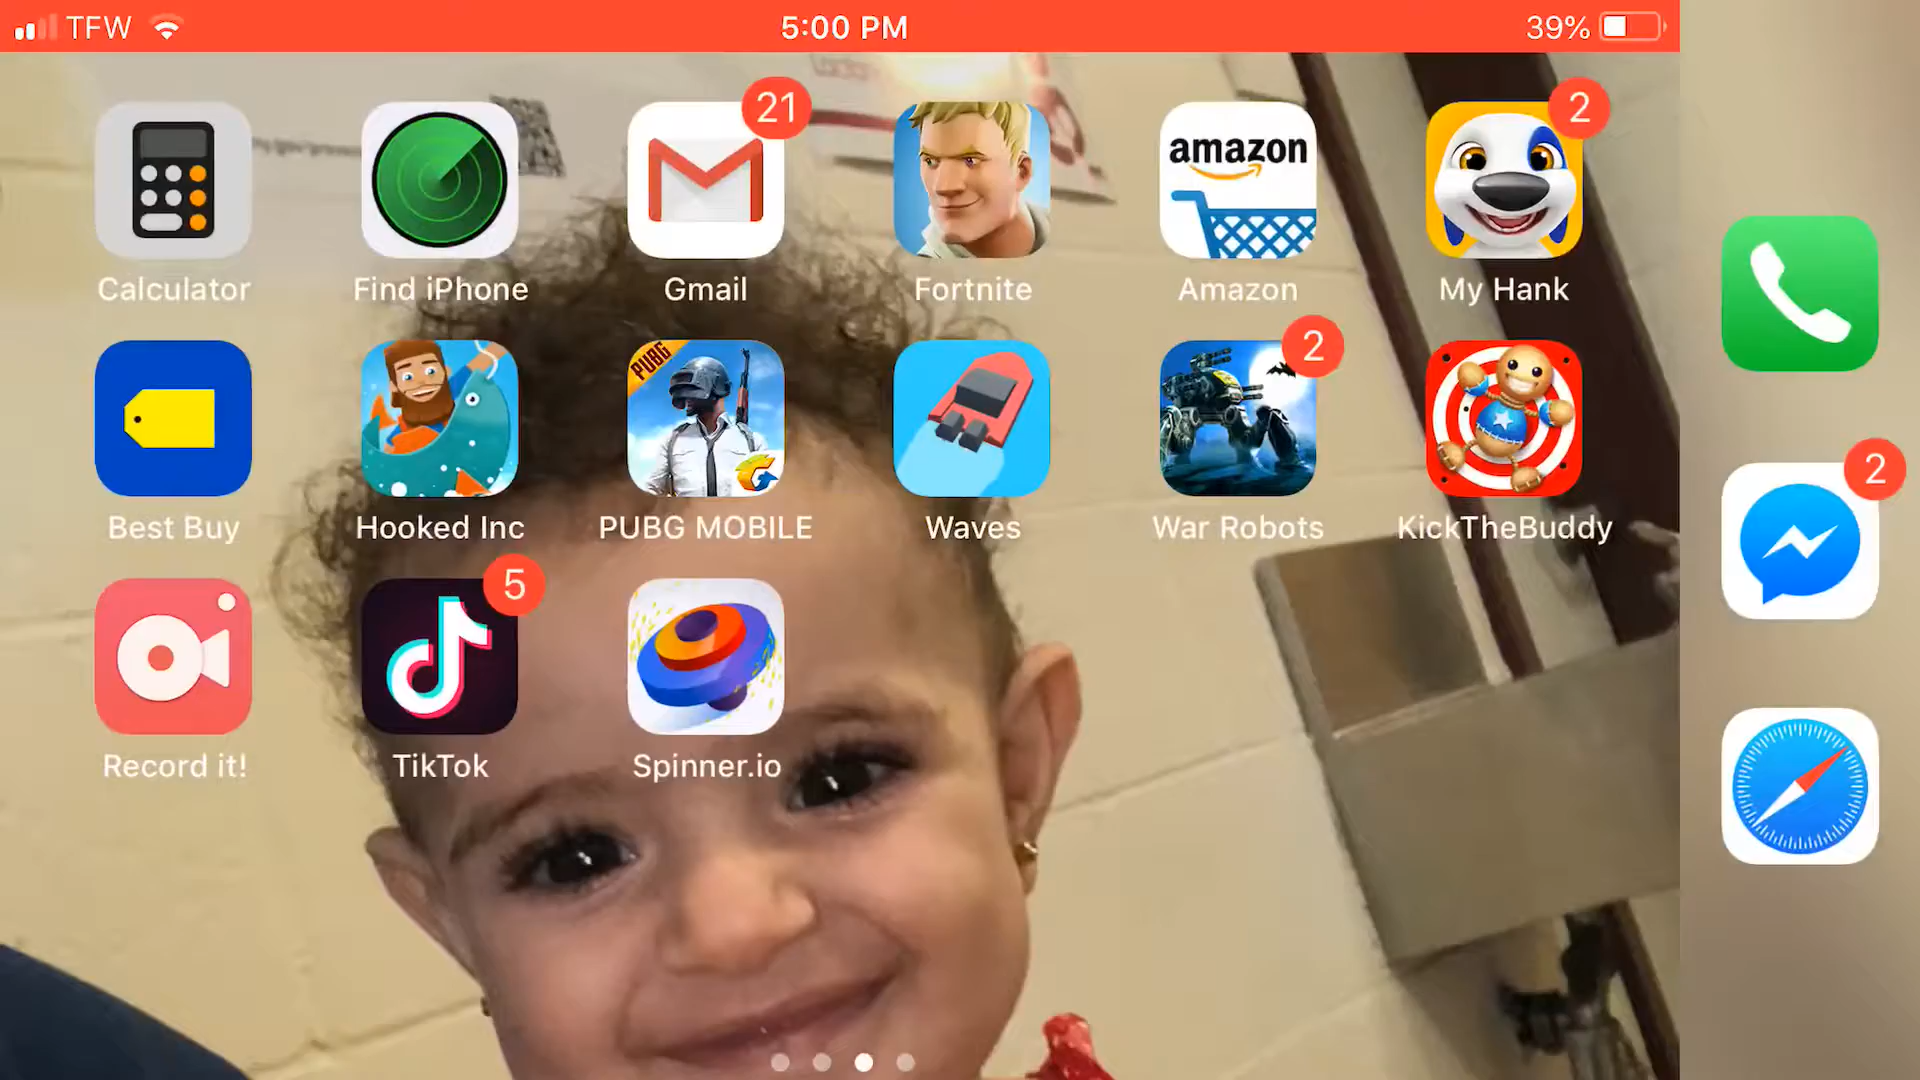 TFW 5:00 PM 39%
21 2
amazon
Calculator Find iPhone Gmail Fortnite Amazon My Hank
2
PUBG
2
Best Buy Hooked Inc PUBG MOBILE Waves War Robots KickTheBuddy
5
Record it! TikTok Spinner.io